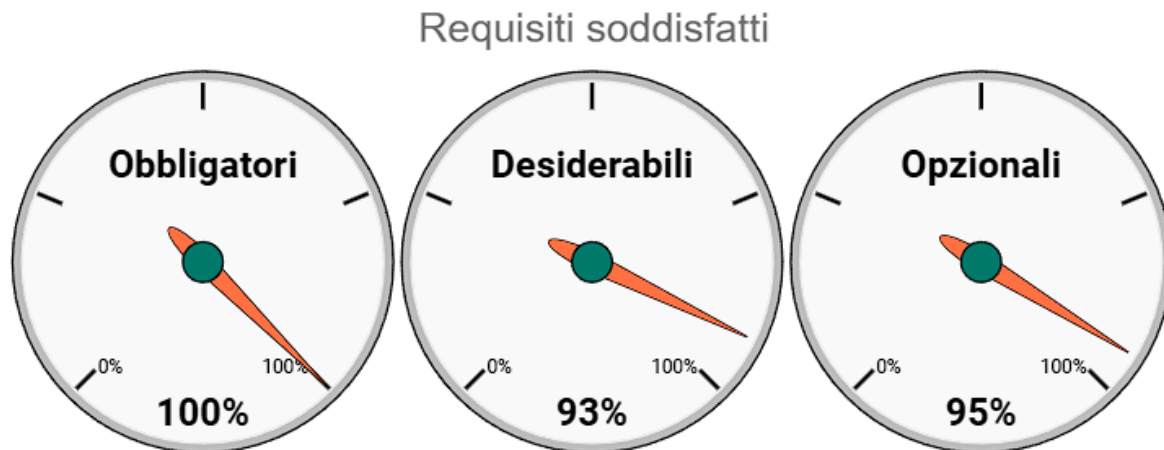 Requisiti soddisfatti
Obbligatori
0% 100%
100%
Desiderabili
0% 100%
93%
Opzionali
0% 100%
95%